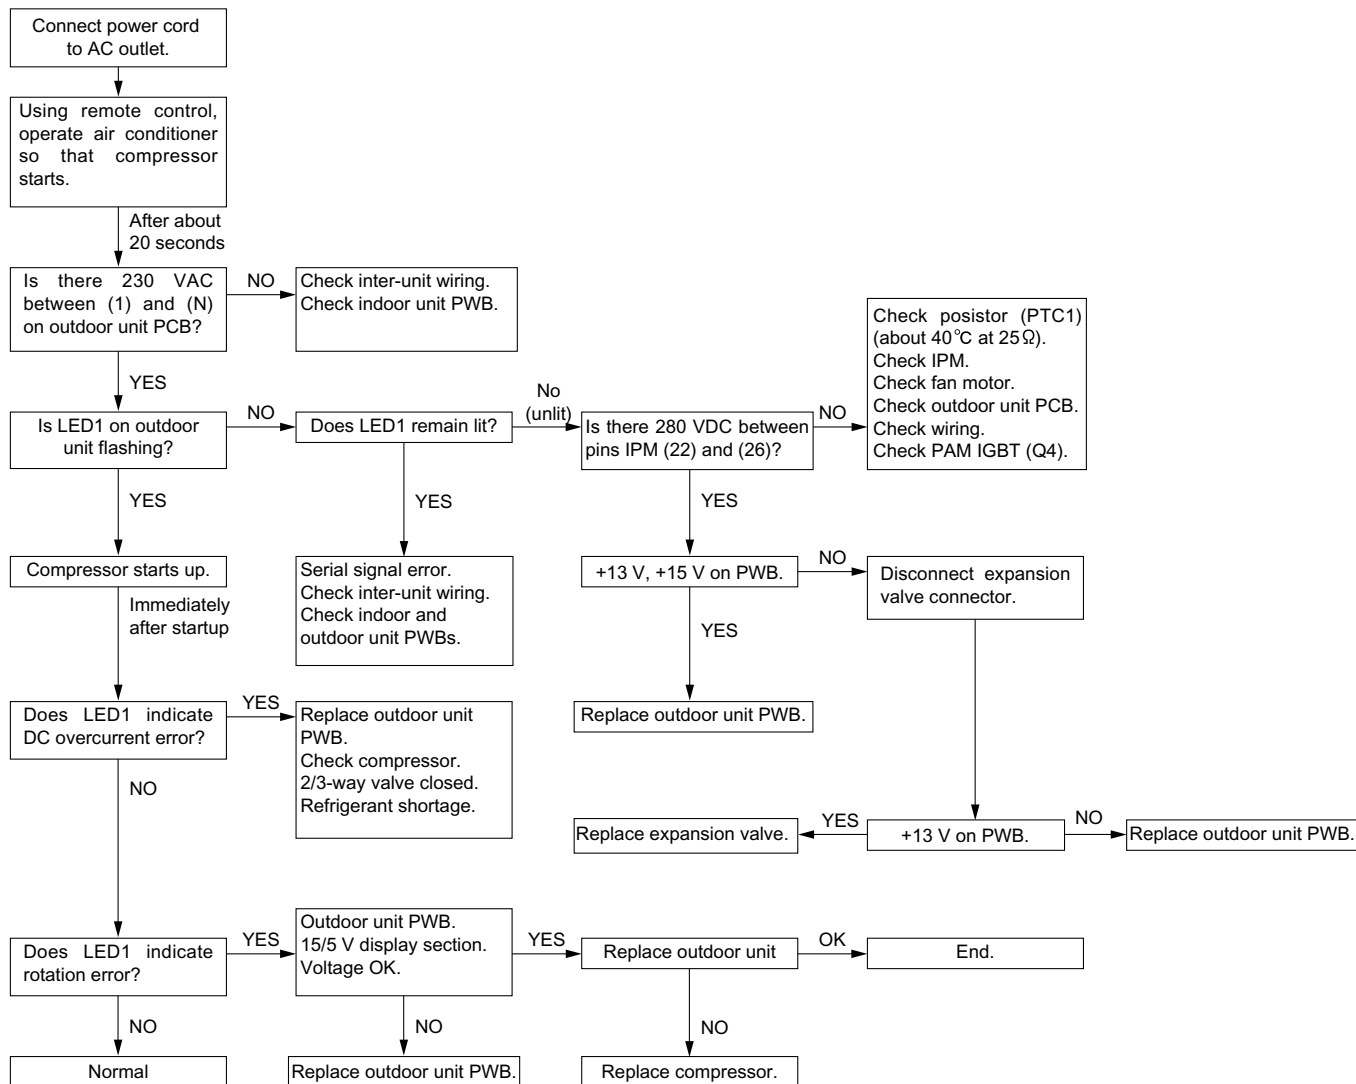 Connect power cord
to AC outlet.
Using remote control,
operate air conditioner
so that compressor
starts.
After about
20 seconds
Is there 230 VAC
between (1) and (N)
on outdoor unit PCB?
NO
Check inter-unit wiring.
Check indoor unit PWB.
YES
Is LED1 on outdoor
unit flashing?
NO
Does LED1 remain lit?
No
(unlit)
Is there 280 VDC between
pins IPM (22) and (26)?
NO
Check posistor (PTC1)
(about 40℃ at 25Ω).
Check IPM.
Check fan motor.
Check outdoor unit PCB.
Check wiring.
Check PAM IGBT (Q4).
YES
YES
YES
Compressor starts up.
Serial signal error.
Check inter-unit wiring.
Check indoor and
outdoor unit PWBs.
+13 V, +15 V on PWB.
NO
Disconnect expansion
valve connector.
Immediately
after startup
YES
Replace outdoor unit PWB.
Does LED1 indicate
DC overcurrent error?
YES
Replace outdoor unit
PWB.
Check compressor.
2/3-way valve closed.
Refrigerant shortage.
NO
Replace expansion valve.
YES
+13 V on PWB.
NO
Replace outdoor unit PWB.
Does LED1 indicate
rotation error?
YES
Outdoor unit PWB.
15/5 V display section.
Voltage OK.
YES
Replace outdoor unit
OK
End.
NO
NO
NO
Normal
Replace outdoor unit PWB.
Replace compressor.